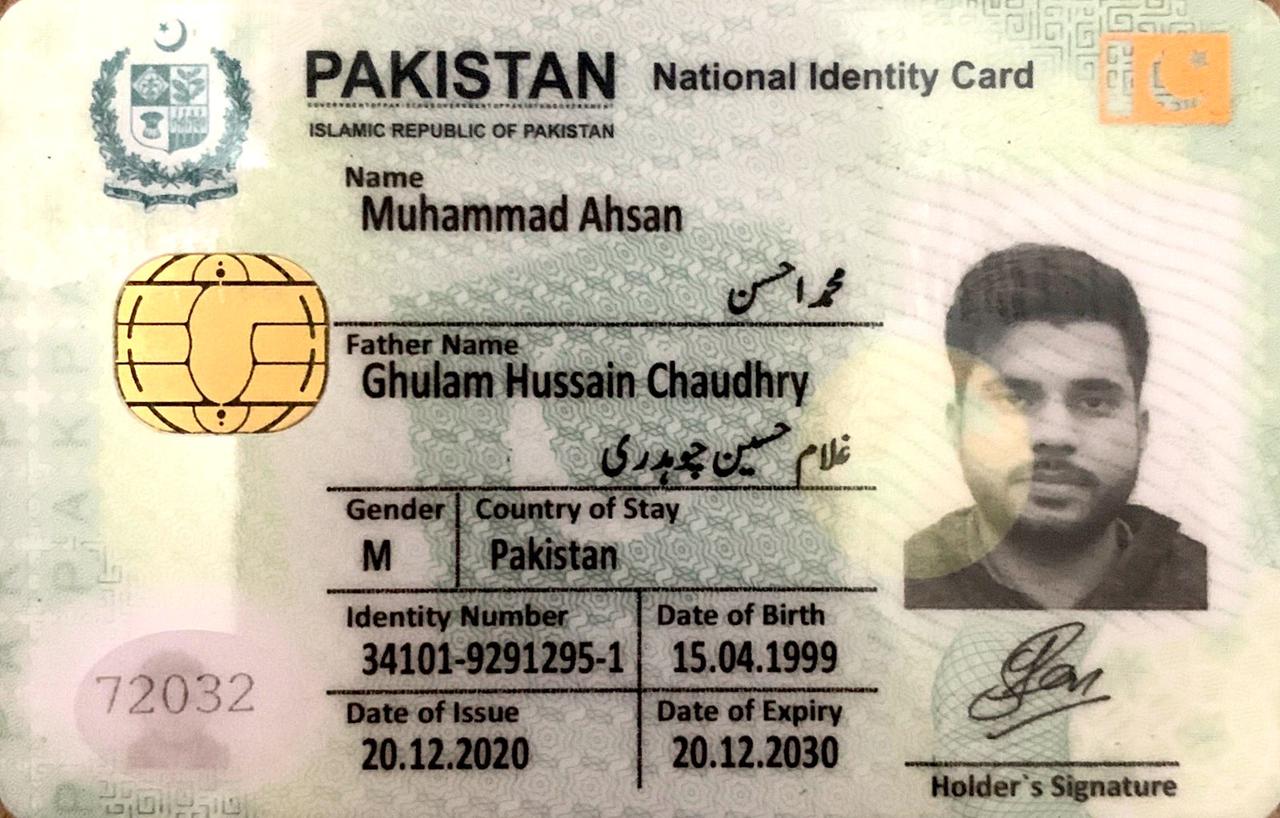 PAKISTAN National Identity Card
ISLAMIC REPUBLIC OF PAKISTAN
Name
Muhammad Ahsan
محمد احسن
Father Name
Ghulam Hussain Chaudhry
غلام حسین چوہدری
Gender Country of Stay
M Pakistan
Identity Number Date of Birth
34101-9291295-1 15.04.1999
72032
Date of Issue Date of Expiry
20.12.2020 20.12.2030
Holder`s Signature